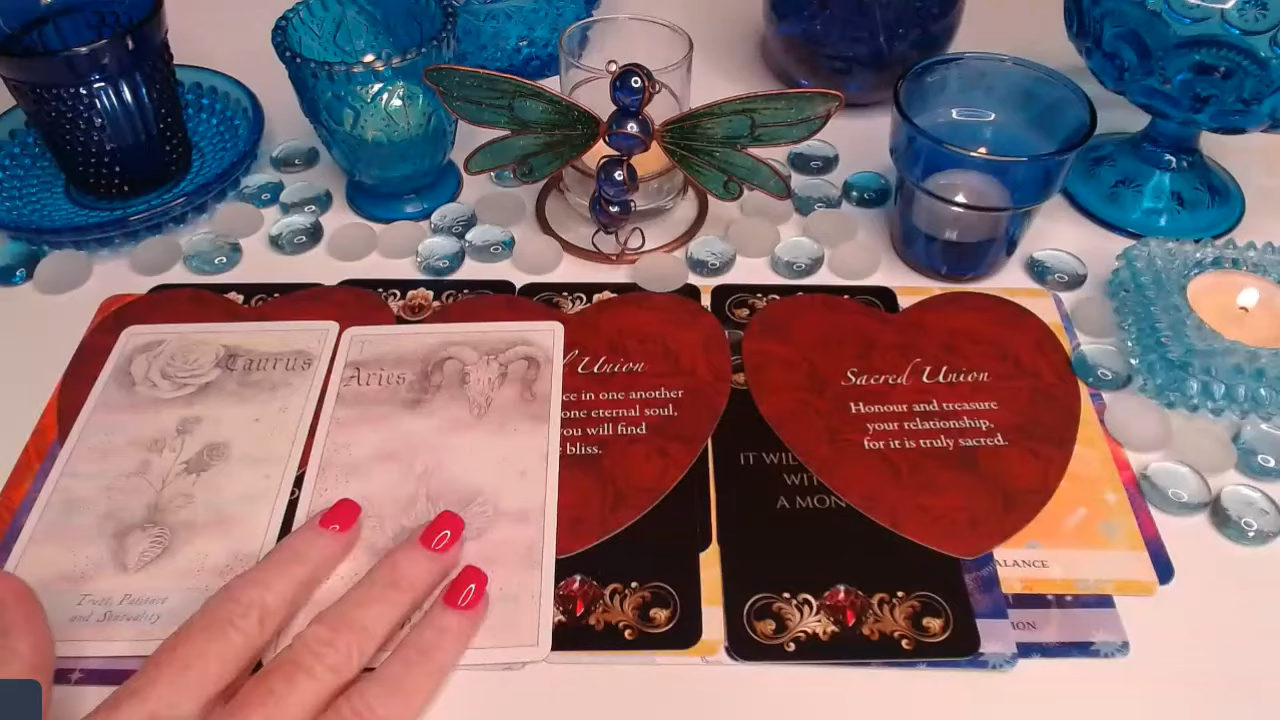 Taurus
Truth, Patience
and Sensuality
Aries
l Union
ce in one another
one eternal soul,
you will find
bliss.
Sacred Union
Honour and treasure
your relationship,
for it is truly sacred.
IT WIL
WIT
A MON
ALANCE
ION